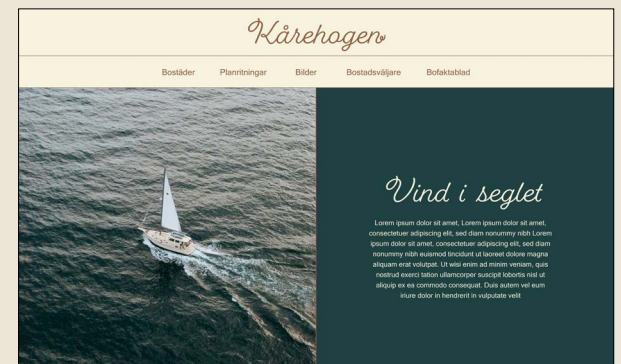 Kårehogen
Bostäder Planritningar Bilder Bostadsväljare Bofaktablad
Vind i seglet
Lorem ipsum dolor sit amet, Lorem ipsum dolor sit amet,
consectetuer adipiscing elit, sed diam nonummy nibh Lorem
ipsum dolor sit amet, consectetuer adipiscing elit, sed diam
nonummy nibh euismod tincidunt ut laoreet dolore magna
aliquam erat volutpat. Ut wisi enim ad minim veniam, quis
nostrud exerci tation ullamcorper suscipit lobortis nisl ut
aliquip ex ea commodo consequat. Duis autem vel eum
iriure dolor in hendrerit in vulputate velit